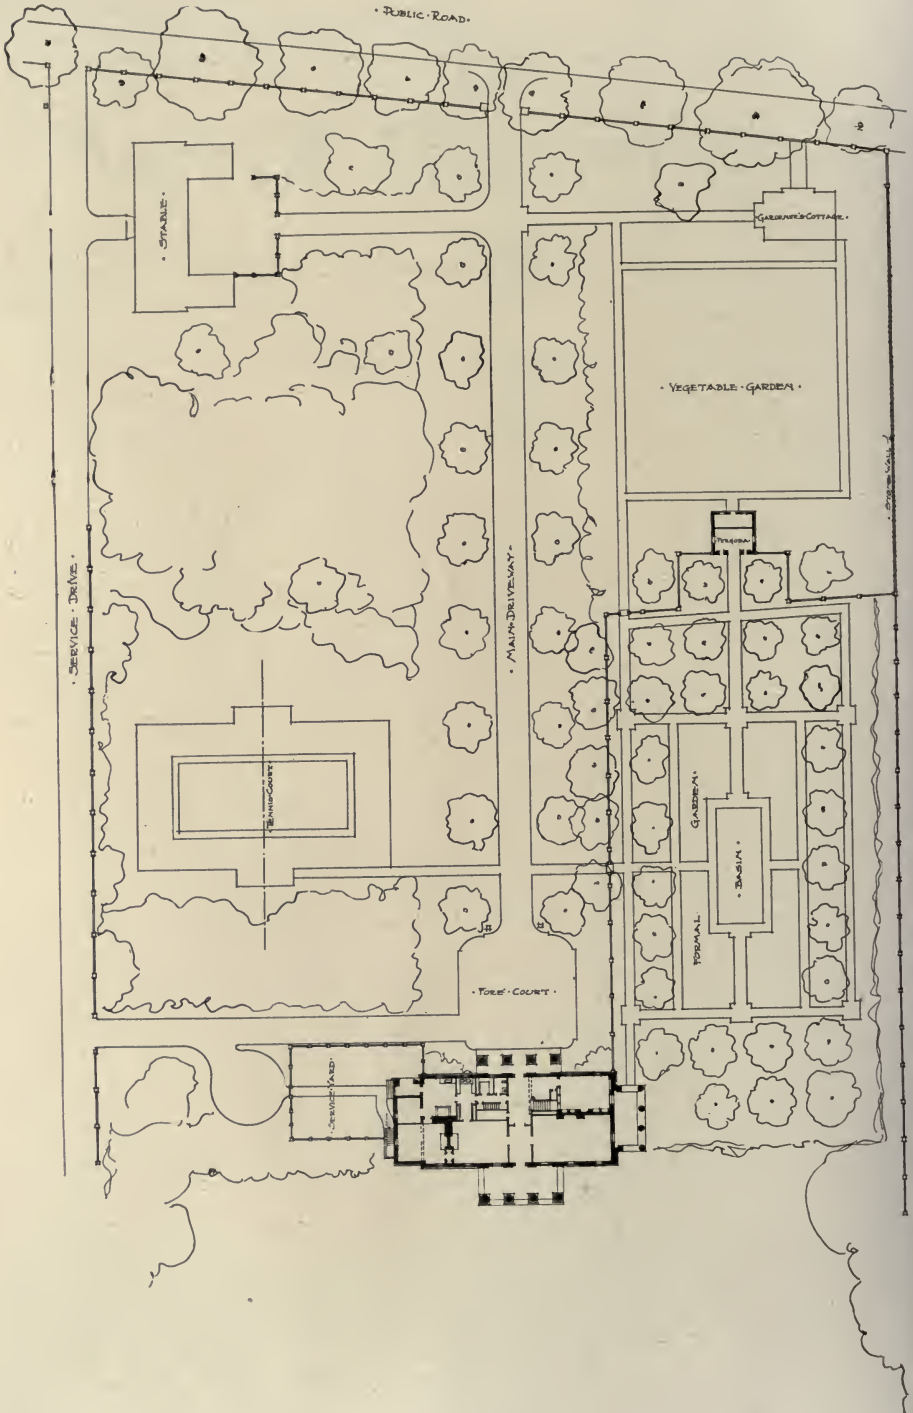 · PUBLIC · ROAD ·
· STABLE ·
· GARDENER'S COTTAGE ·
· VEGETABLE · GARDEN ·
· STONE WALL ·
PERGOLA
· SERVICE · DRIVE ·
· MAIN · DRIVEWAY ·
· TENNIS · COURT ·
GARDEN ·
· BASIN ·
FORMAL
· FORE · COURT ·
· SERVICE · YARD ·